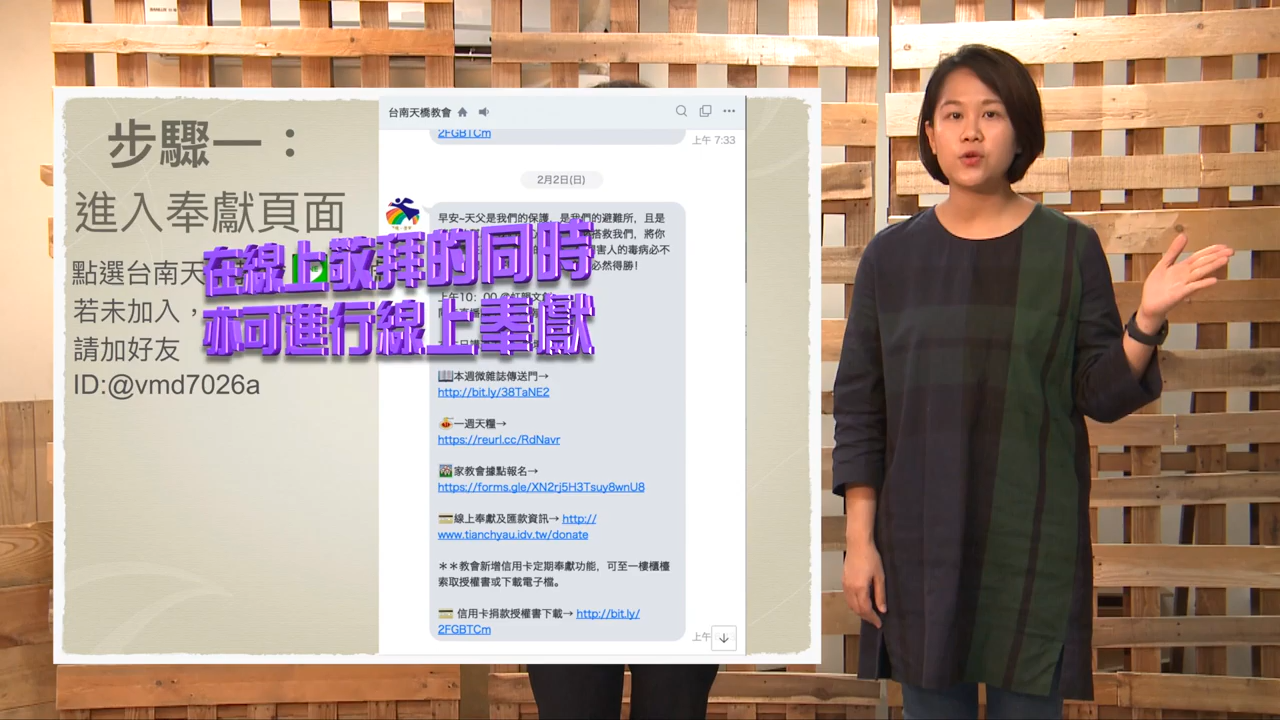 步驟一：
進入奉獻頁面
點選台南天
若未加入，
請加好友
ID:@vmd7026a
台南天橋教會
2FGBTCm
上午 7:33
2月2日(日)
早安~天父是我們的保護、是我們的避難所，且是
搭救我們，將你
害人的毒病必不
必然得勝！
在線上敬拜的同時
亦可進行線上奉獻
上午10：00
本週微雜誌傳送門→
http://bit.ly/38TaNE2
一週天糧→
https://reurl.cc/RdNavr
家教會據點報名→
https://forms.gle/XN2rj5H3Tsuy8wnU8
線上奉獻及匯款資訊→ http://
www.tianchyau.idv.tw/donate
＊＊教會新增信用卡定期奉獻功能，可至一樓櫃檯
索取授權書或下載電子檔。
信用卡捐款授權書下載→ http://bit.ly/
2FGBTCm
上午